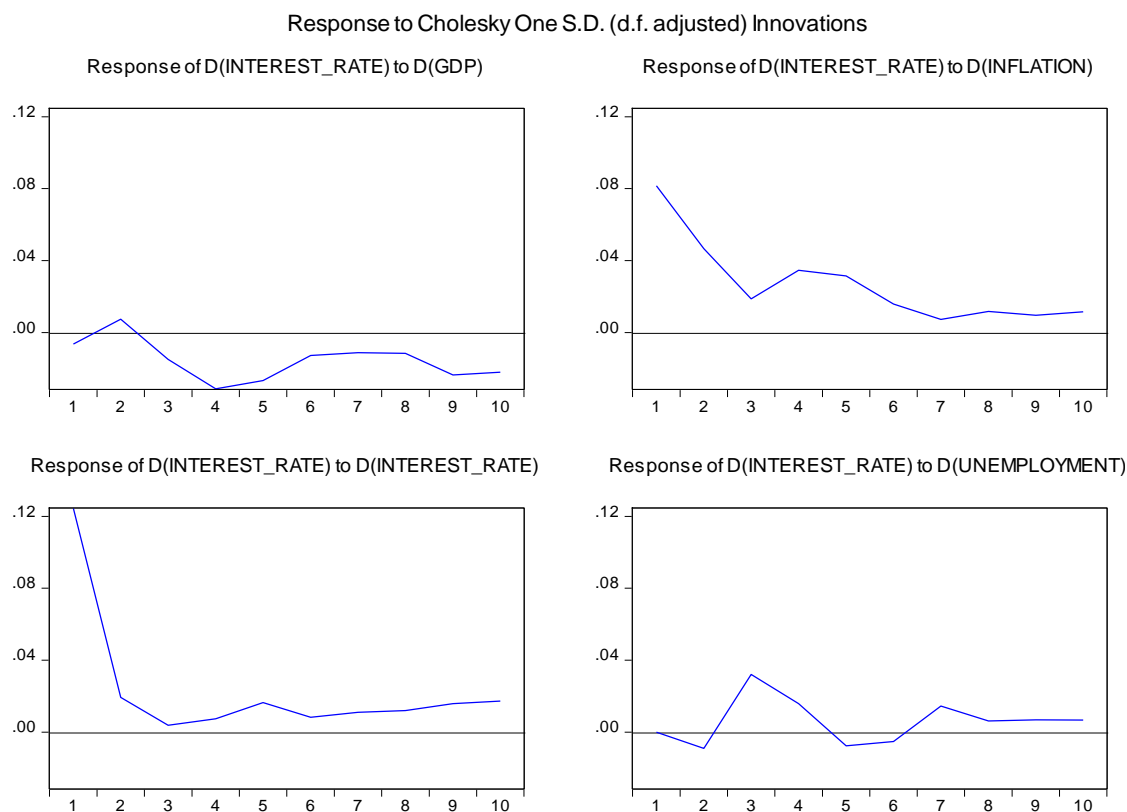 Response to Cholesky One S.D. (d.f. adjusted) Innovations
Response of D(INTEREST_RATE) to D(GDP)
.12
.08
.04
.00
1 2 3 4 5 6 7 8 9 10
Response of D(INTEREST_RATE) to D(INFLATION)
.12
.08
.04
.00
1 2 3 4 5 6 7 8 9 10
Response of D(INTEREST_RATE) to D(INTEREST_RATE)
.12
.08
.04
.00
1 2 3 4 5 6 7 8 9 10
Response of D(INTEREST_RATE) to D(UNEMPLOYMENT)
.12
.08
.04
.00
1 2 3 4 5 6 7 8 9 10